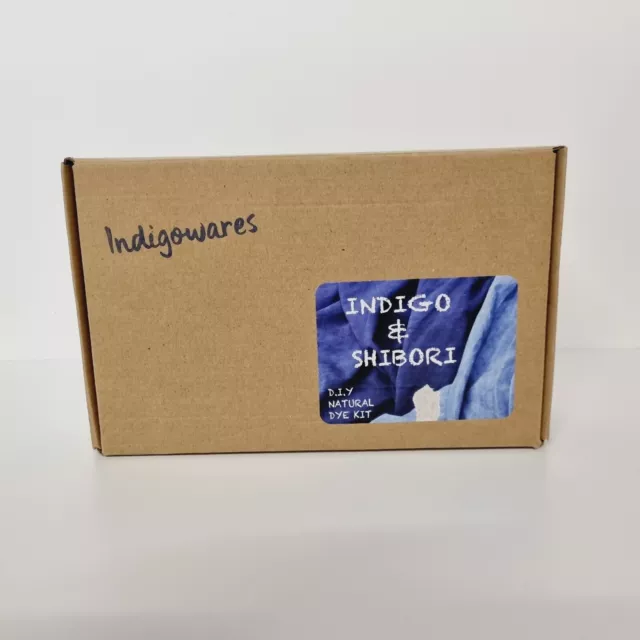 Indigowares
INDIGO
&
SHIBORI
D.I.Y
NATURAL
DYE KIT